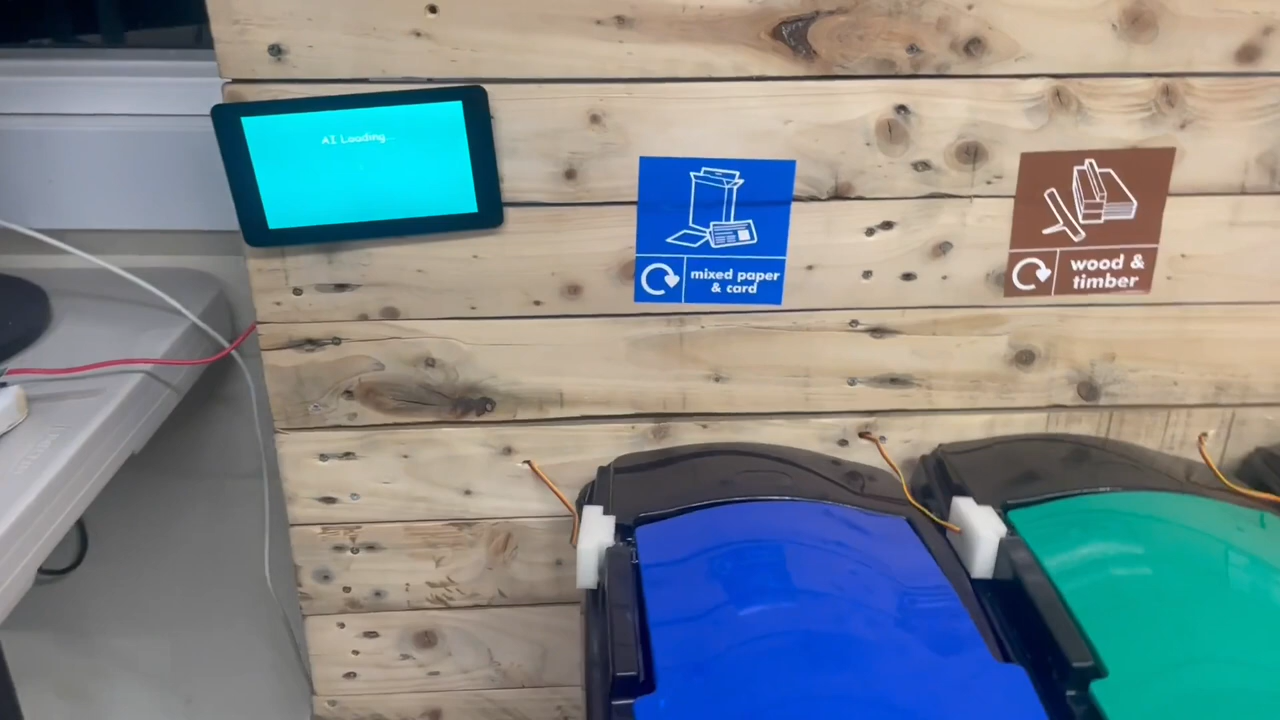 AI Loading...
mixed paper
& card
wood &
timber